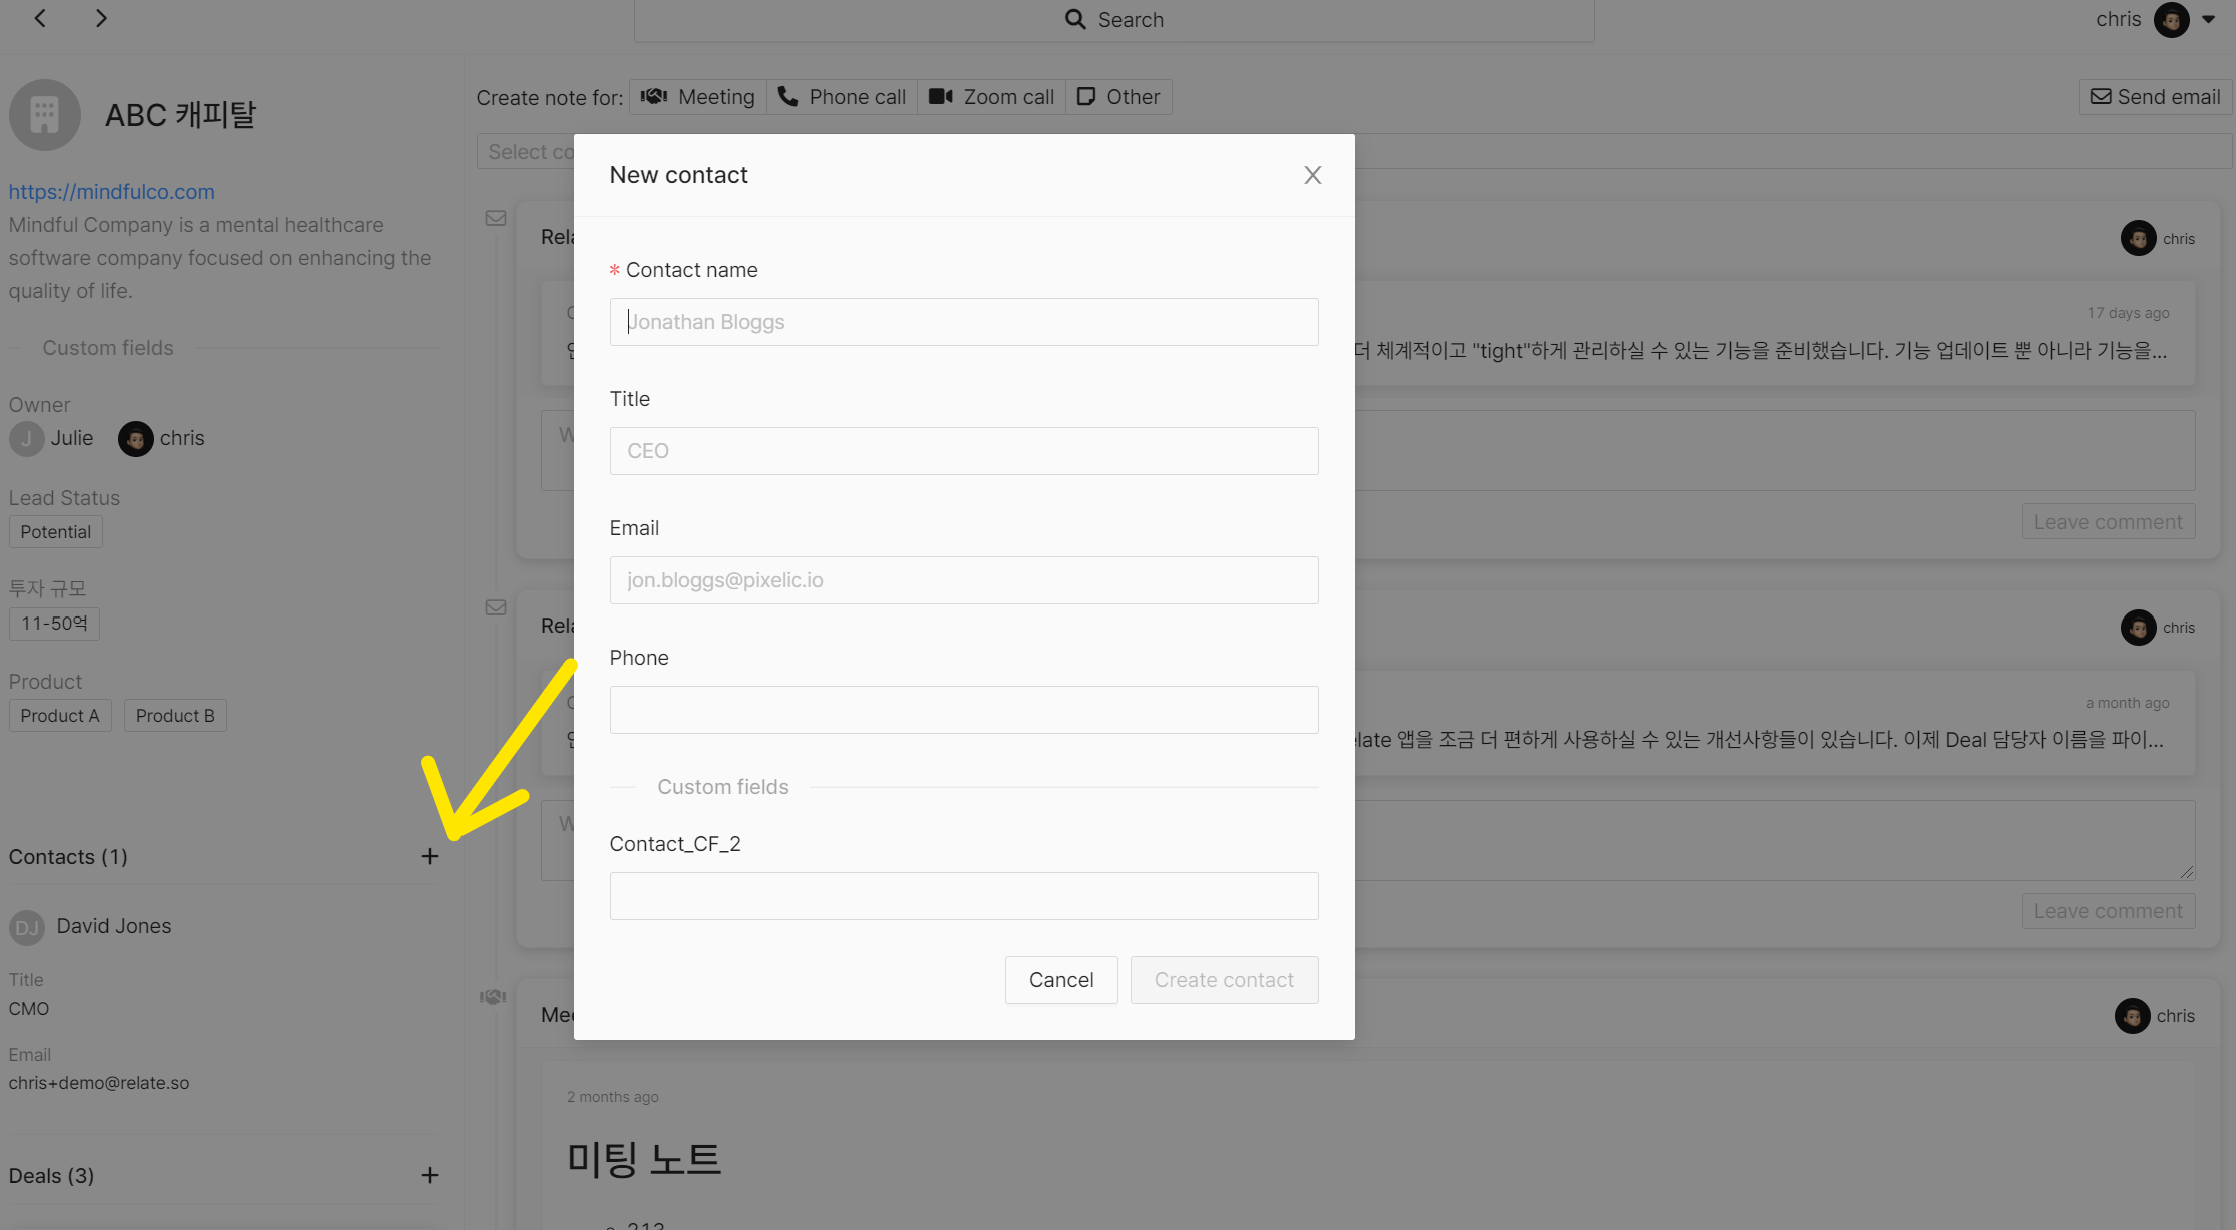 Search
chris
ABC 캐피탈
https://mindfulco.com
Mindful Company is a mental healthcare
software company focused on enhancing the
quality of life.
Custom fields
Owner
J Julie chris
Lead Status
Potential
투자 규모
11-50억
Product
Product A Product B
Contacts (1) +
DJ David Jones
Title
CMO
Email
chris+demo@relate.so
Deals (3) +
Create note for: Meeting Phone call Zoom call Other
Send email
Select co
New contact
* Contact name
Jonathan Bloggs
Title
CEO
Email
jon.bloggs@pixelic.io
Phone
Custom fields
Contact_CF_2
Cancel Create contact
Rela
chris
17 days ago
더 체계적이고 "tight"하게 관리하실 수 있는 기능을 준비했습니다. 기능 업데이트 뿐 아니라 기능을...
Leave comment
Rela
chris
a month ago
elate 앱을 조금 더 편하게 사용하실 수 있는 개선사항들이 있습니다. 이제 Deal 담당자 이름을 파이...
Leave comment
Mee
chris
2 months ago
미팅 노트